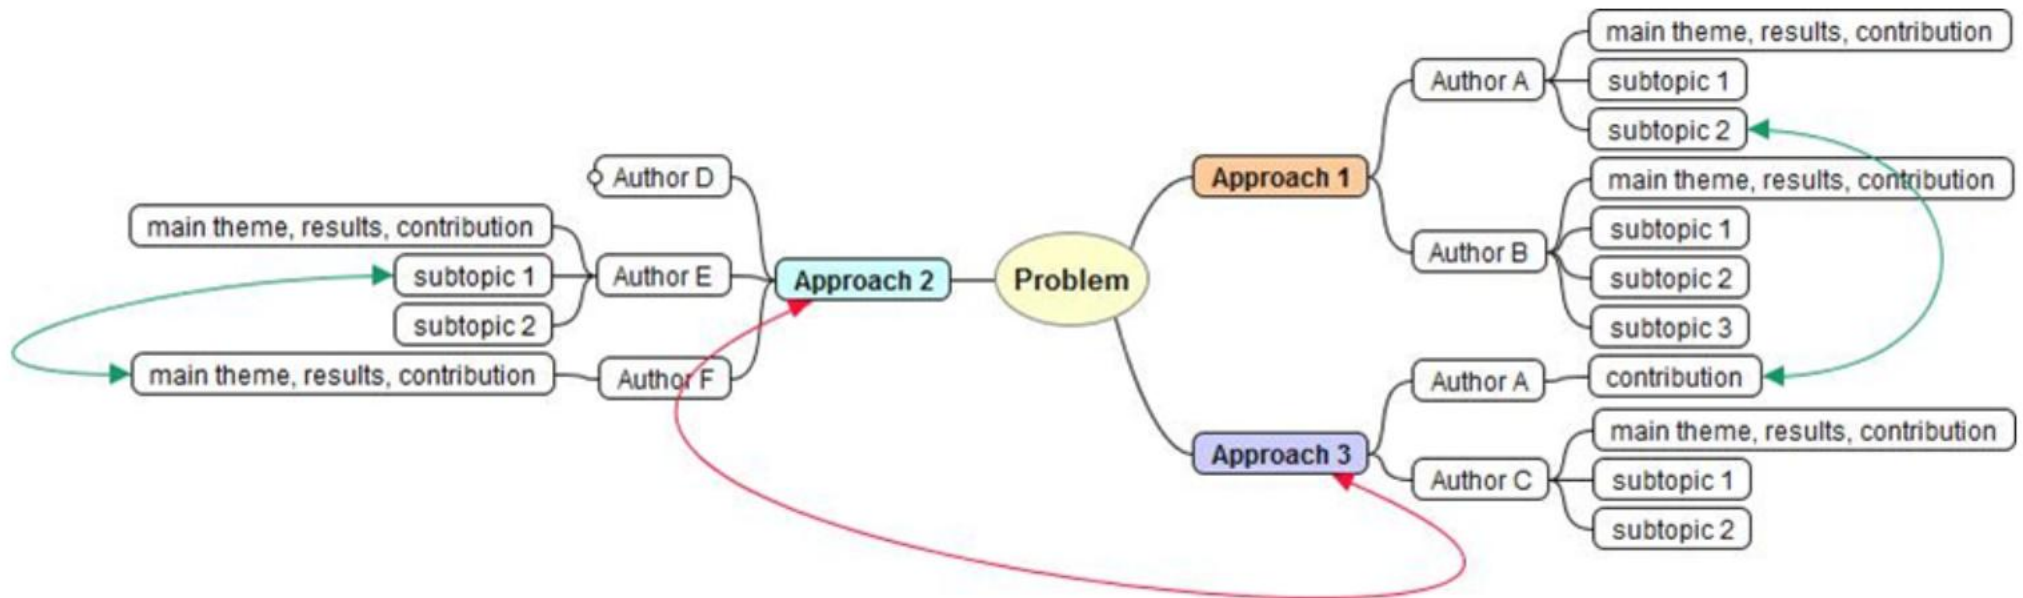 Problem
Approach 1
Author A
main theme, results, contribution
subtopic 1
subtopic 2
Author B
main theme, results, contribution
subtopic 1
subtopic 2
subtopic 3
Approach 2
Author D
Author E
main theme, results, contribution
subtopic 1
subtopic 2
Author F
main theme, results, contribution
Approach 3
Author A
contribution
Author C
main theme, results, contribution
subtopic 1
subtopic 2